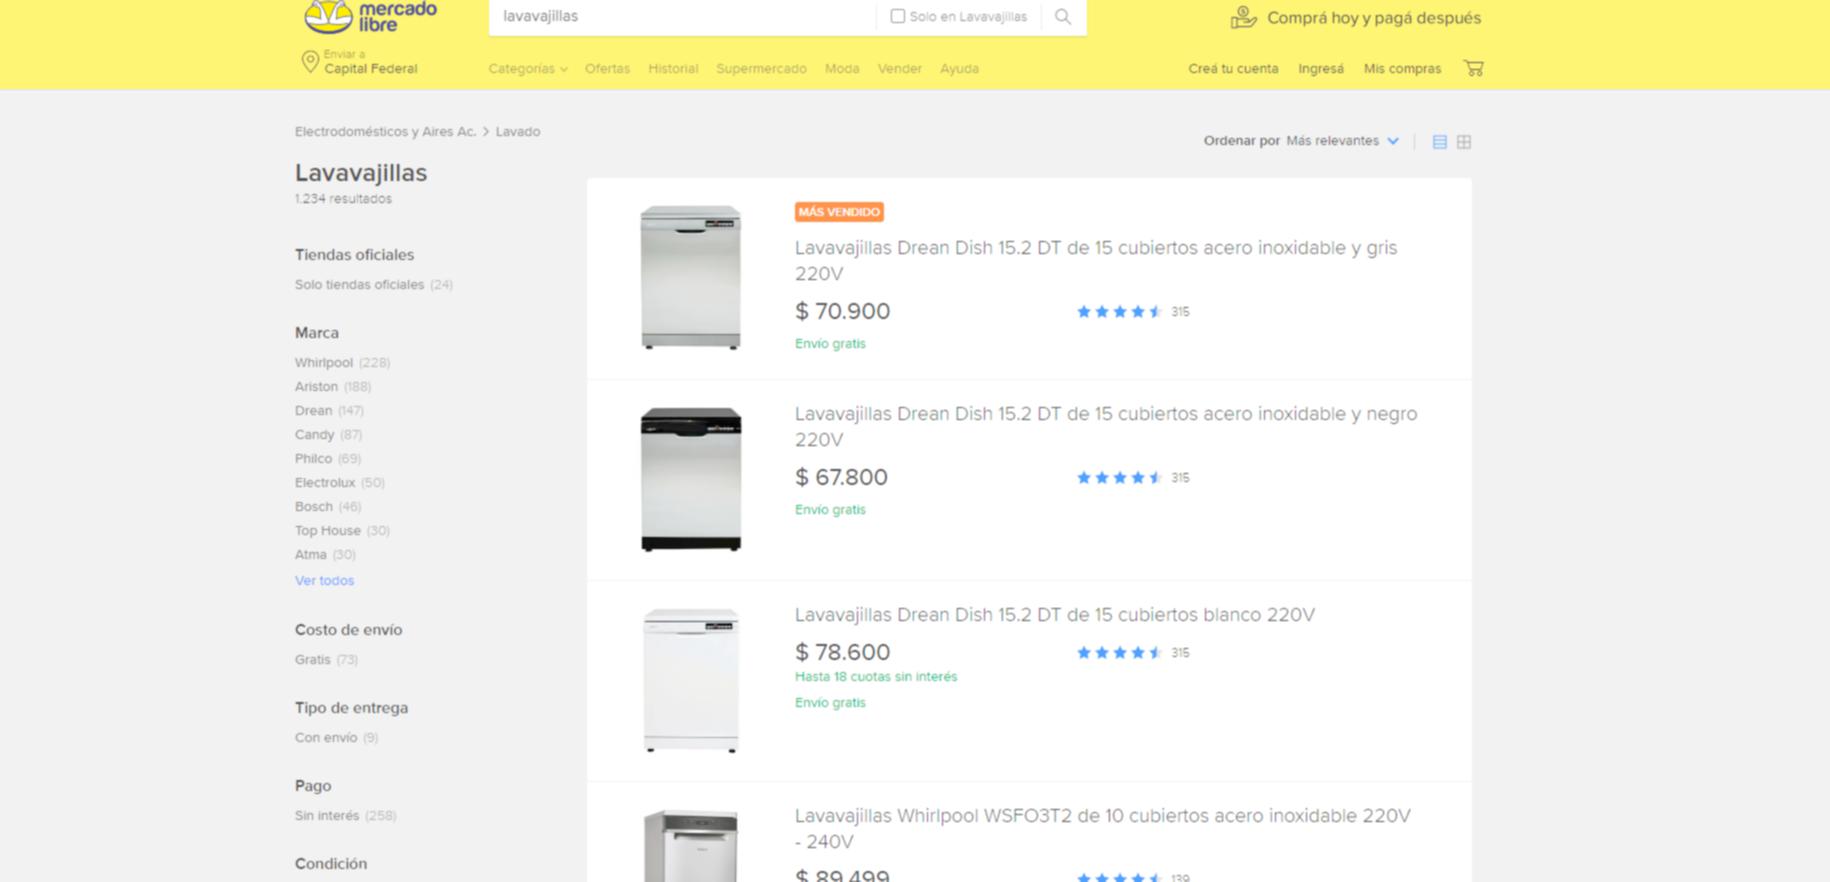 mercado
libre
lavavajillas
Solo en Lavavajillas
Comprá hoy y pagá después
Enviar a
Capital Federal
Categorías
Ofertas
Historial
Supermercado
Moda
Vender
Ayuda
Creá tu cuenta
Ingresá
Mis compras
Electrodomésticos y Aires Ac. > Lavado
Ordenar por Más relevantes
Lavavajillas
1.234 resultados
Tiendas oficiales
Solo tiendas oficiales (24)
Marca
Whirlpool (228)
Ariston (188)
Drean (147)
Candy (87)
Philco (69)
Electrolux (50)
Bosch (46)
Top House (30)
Atma (30)
Ver todos
Costo de envío
Gratis (73)
Tipo de entrega
Con envío (9)
Pago
Sin interés (258)
Condición
MÁS VENDIDO
Lavavajillas Drean Dish 15.2 DT de 15 cubiertos acero inoxidable y gris
220V
$ 70.900
315
Envío gratis
Lavavajillas Drean Dish 15.2 DT de 15 cubiertos acero inoxidable y negro
220V
$ 67.800
315
Envío gratis
Lavavajillas Drean Dish 15.2 DT de 15 cubiertos blanco 220V
$ 78.600
315
Hasta 18 cuotas sin interés
Envío gratis
Lavavajillas Whirlpool WSFO3T2 de 10 cubiertos acero inoxidable 220V
- 240V
$ 89.499
139